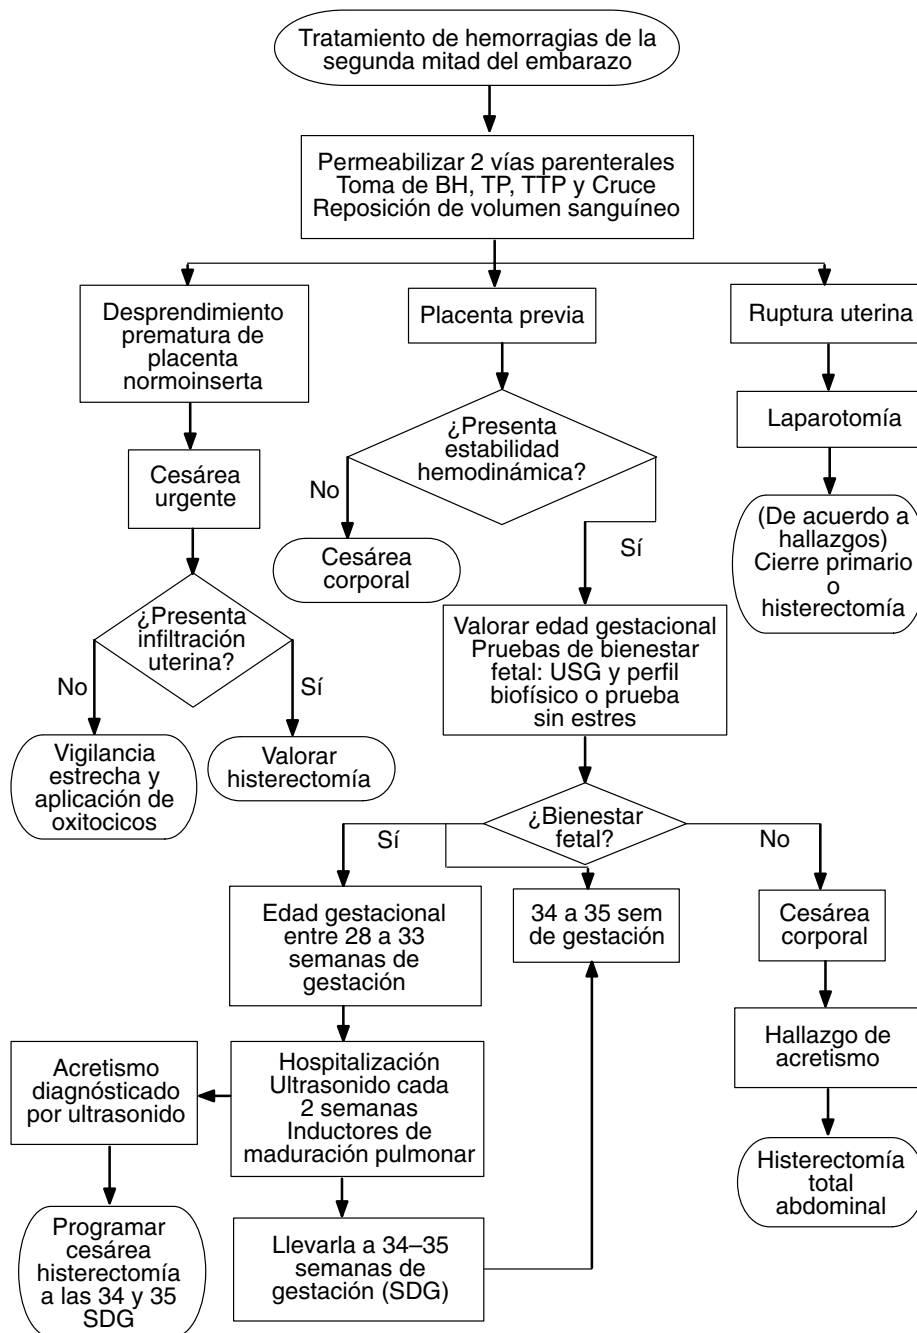 Tratamiento de hemorragias de la
segunda mitad del embarazo
Permeabilizar 2 vías parenterales
Toma de BH, TP, TTP y Cruce
Reposición de volumen sanguíneo
Desprendimiento
prematura de
placenta
normoinserta
Placenta previa
Ruptura uterina
Cesárea
urgente
¿Presenta
estabilidad
hemodinámica?
No
Sí
Laparotomía
Cesárea
corporal
(De acuerdo a
hallazgos)
Cierre primario
o
histerectomía
¿Presenta
infiltración
uterina?
No
Sí
Vigilancia
estrecha y
aplicación de
oxitocicos
Valorar
histerectomía
Valorar edad gestacional
Pruebas de bienestar
fetal: USG y perfil
biofísico o prueba
sin estres
¿Bienestar
fetal?
Sí
No
Edad gestacional
entre 28 a 33
semanas de
gestación
34 a 35 sem
de gestación
Cesárea
corporal
Acretismo
diagnósticado
por ultrasonido
Hospitalización
Ultrasonido cada
2 semanas
Inductores de
maduración pulmonar
Hallazgo de
acretismo
Programar
cesárea
histerectomía
a las 34 y 35
SDG
Llevarla a 34–35
semanas de
gestación (SDG)
Histerectomía
total
abdominal